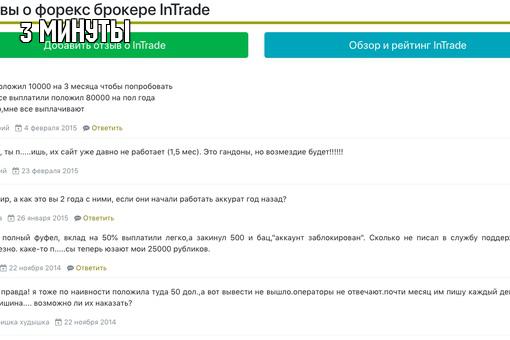 вы о форекс брокере InTrade
3 МИНУТЫ
Добавить отзыв о InTrade
Обзор и рейтинг InTrade
оложил 10000 на 3 месяца чтобы попробовать
се выплатили положил 80000 на пол года
о,мне все выплачивают
рий 4 февраля 2015 Ответить
, ты п.....ишь, их сайт уже давно не работает (1,5 мес). Это гандоны, но возмездие будет!!!!!!
ий 23 февраля 2015
ир, а как это вы 2 года с ними, если они начали работать аккурат год назад?
а 26 января 2015 Ответить
полный фуфел, вклад на 50% выплатили легко,а закинул 500 и бац,"аккаунт заблокирован". Сколько не писал в службу поддер
езно. каке-то п.....сы теперь юзают мои 25000 рубликов.
22 ноября 2014 Ответить
правда! я тоже по наивности положила туда 50 дол.,а вот вывести не вышло.операторы не отвечают.почти месяц им пишу каждый де
ишина.... возможно ли их наказать?
ишка.худышка 22 ноября 2014